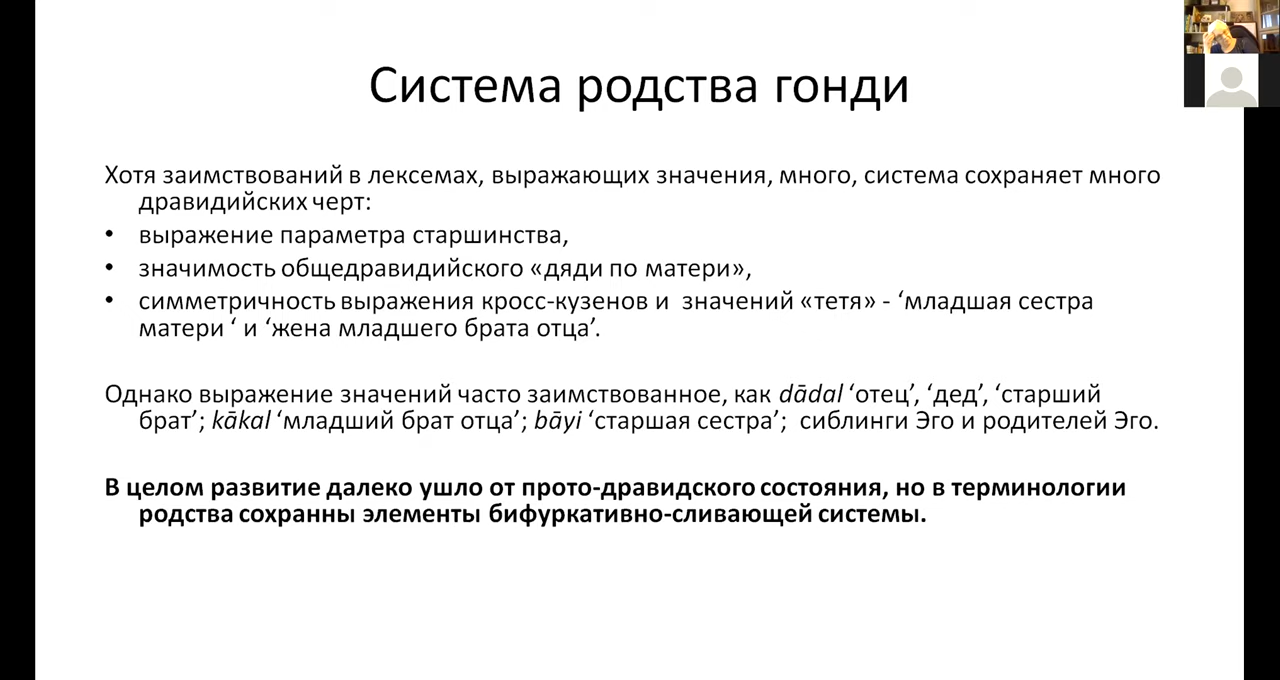 Система родства гонди
Хотя заимствований в лексемах, выражающих значения, много, система сохраняет много
дравидийских черт:
• выражение параметра старшинства,
• значимость общедравидийского «дяди по матери»,
• симметричность выражения кросс-кузенов и значений «тетя» - ‘младшая сестра
матери ‘ и ‘жена младшего брата отца’.
Однако выражение значений часто заимствованное, как dādal ‘отец’, ‘дед’, ‘старший
брат’; kākal ‘младший брат отца’; bāyi ‘старшая сестра’; сиблинги Эго и родителей Эго.
В целом развитие далеко ушло от прото-дравидского состояния, но в терминологии
родства сохранны элементы бифуркативно-сливающей системы.